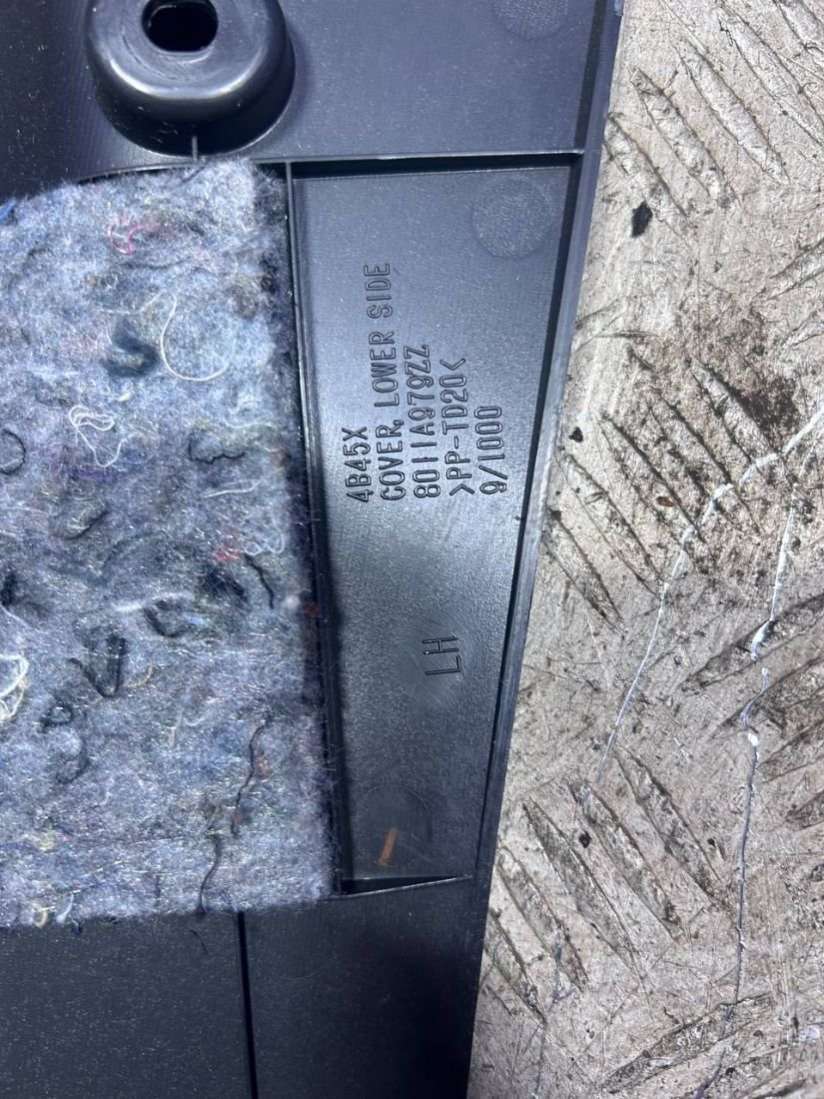 4B45X
COVER, LOWER SIDE
8011A979ZZ
>PP-TD20<
9/1000
LH